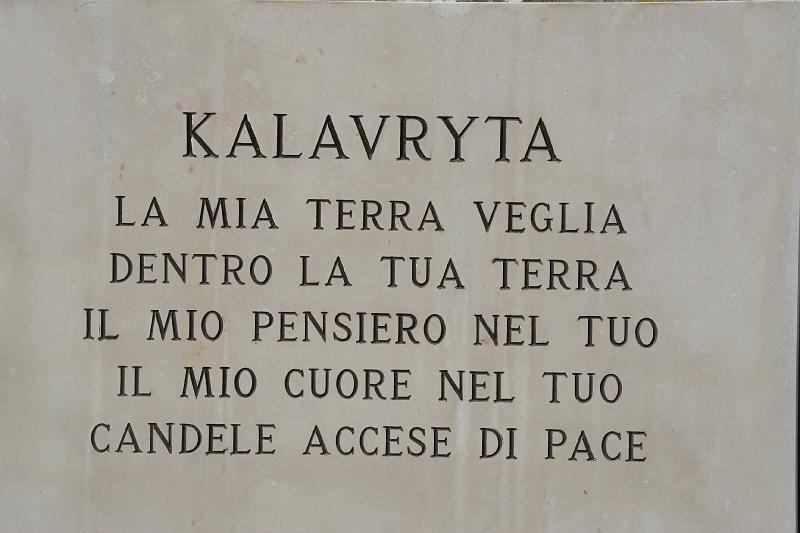 KALAVRYTA
LA MIA TERRA VEGLIA
DENTRO LA TUA TERRA
IL MIO PENSIERO NEL TUO
IL MIO CUORE NEL TUO
CANDELE ACCESE DI PACE